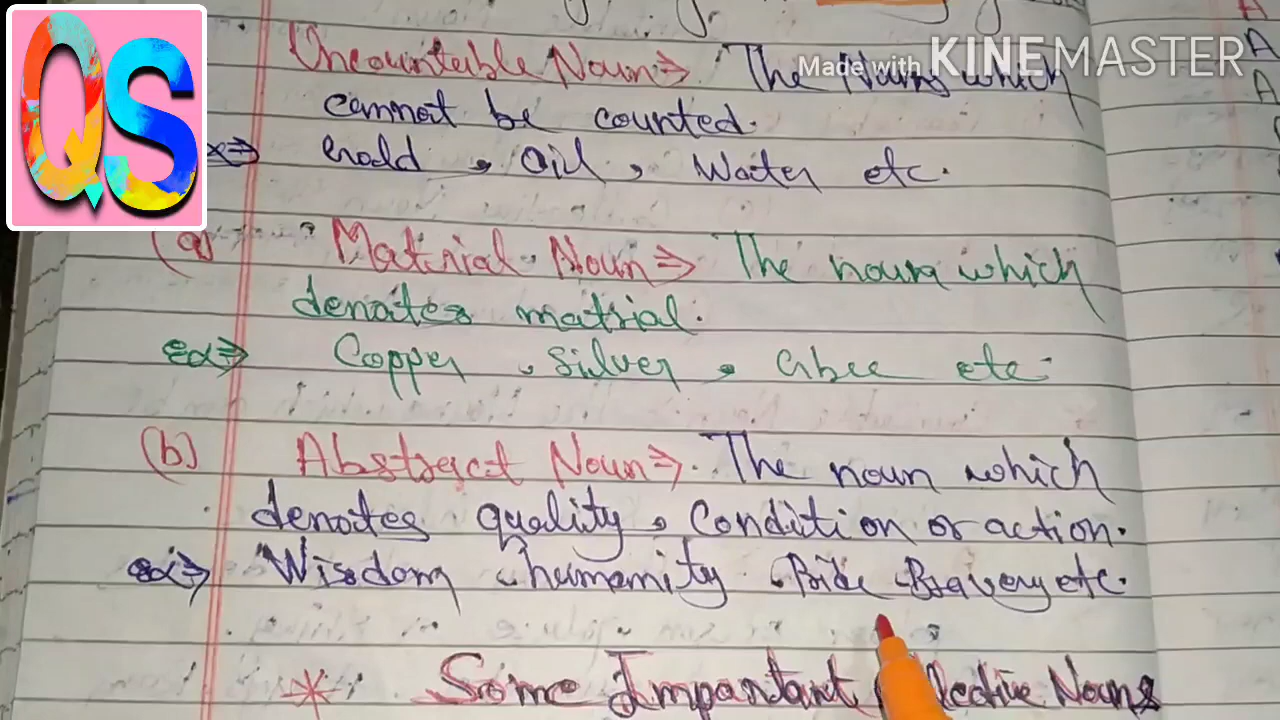 QS
Made with KINEMASTER
Uncountable Noun⇒ The Nouns which
cannot be counted.
Gold, Oil, Water etc.
(a) Material Noun⇒ The noun which
denotes matrial.
ex⇒ Copper, Silver, Ghee etc.
(b) Abstract Noun⇒ The noun which
denotes quality, Condition or action.
ex⇒ Wisdom, humanity, Pride, Bravery etc.
* Some Important lective Nouns